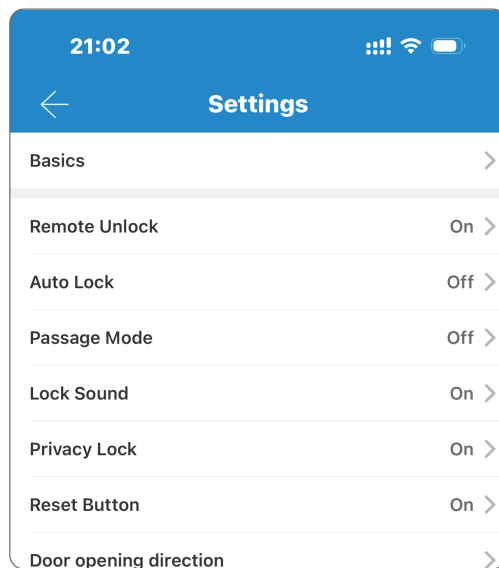 21:02
Settings
Basics
Remote Unlock On
Auto Lock Off
Passage Mode Off
Lock Sound On
Privacy Lock On
Reset Button On
Door opening direction